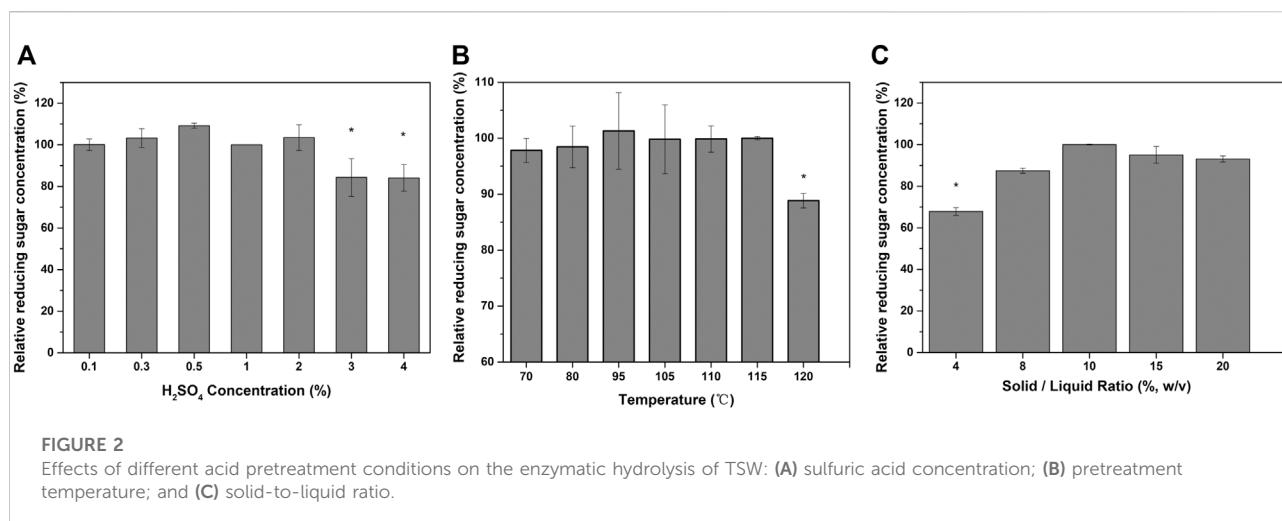 A
Relative reducing sugar concentration (%)
120
100
80
60
40
20
0
* *
0.1 0.3 0.5 1 2 3 4
H₂SO₄ Concentration (%)
B
Relative reducing sugar concentration (%)
110
100
90
80
70
60
*
70 80 95 105 110 115 120
Temperature (℃)
C
Relative reducing sugar concentration (%)
120
100
80
60
40
20
0
*
4 8 10 15 20
Solid / Liquid Ratio (%, w/v)
FIGURE 2
Effects of different acid pretreatment conditions on the enzymatic hydrolysis of TSW: (A) sulfuric acid concentration; (B) pretreatment
temperature; and (C) solid-to-liquid ratio.